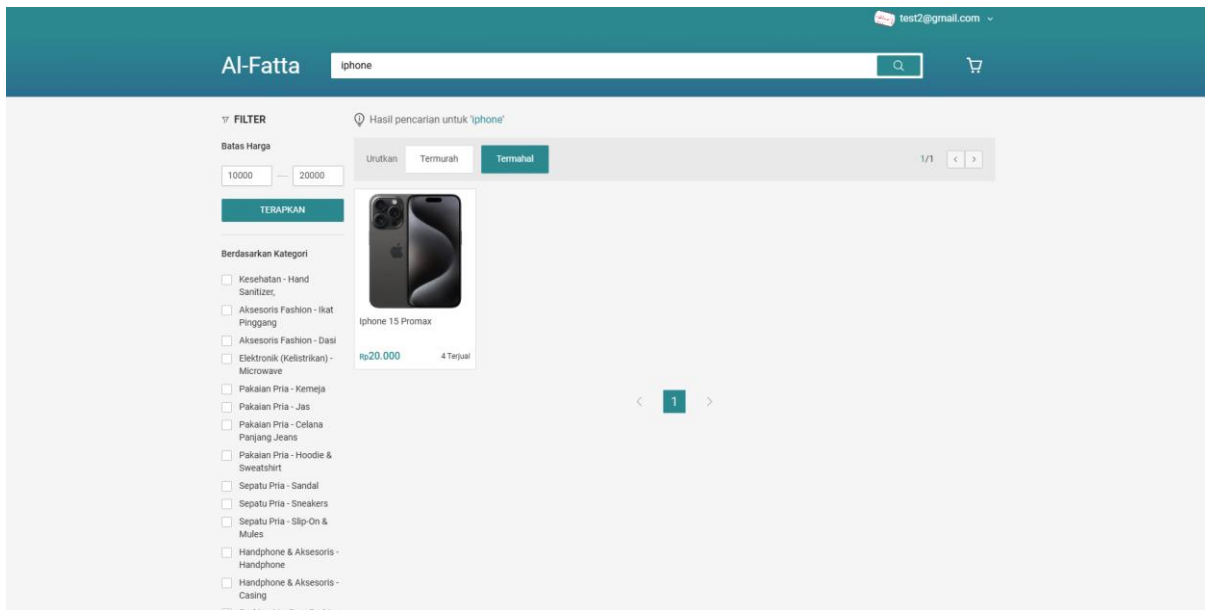 test2@gmail.com
Al-Fatta
iphone
FILTER
Batas Harga
10000
20000
TERAPKAN
Berdasarkan Kategori
Kesehatan - Hand
Sanitizer,
Aksesoris Fashion - Ikat
Pinggang
Aksesoris Fashion - Dasi
Elektronik (Kelistrikan) -
Microwave
Pakaian Pria - Kemeja
Pakaian Pria - Jas
Pakaian Pria - Celana
Panjang Jeans
Pakaian Pria - Hoodie &
Sweatshirt
Sepatu Pria - Sandal
Sepatu Pria - Sneakers
Sepatu Pria - Slip-On &
Mules
Handphone & Aksesoris -
Handphone
Handphone & Aksesoris -
Casing
Hasil pencarian untuk 'iphone'
Urutkan Termurah Termahal 1/1
Iphone 15 Promax
Rp20.000 4 Terjual
1